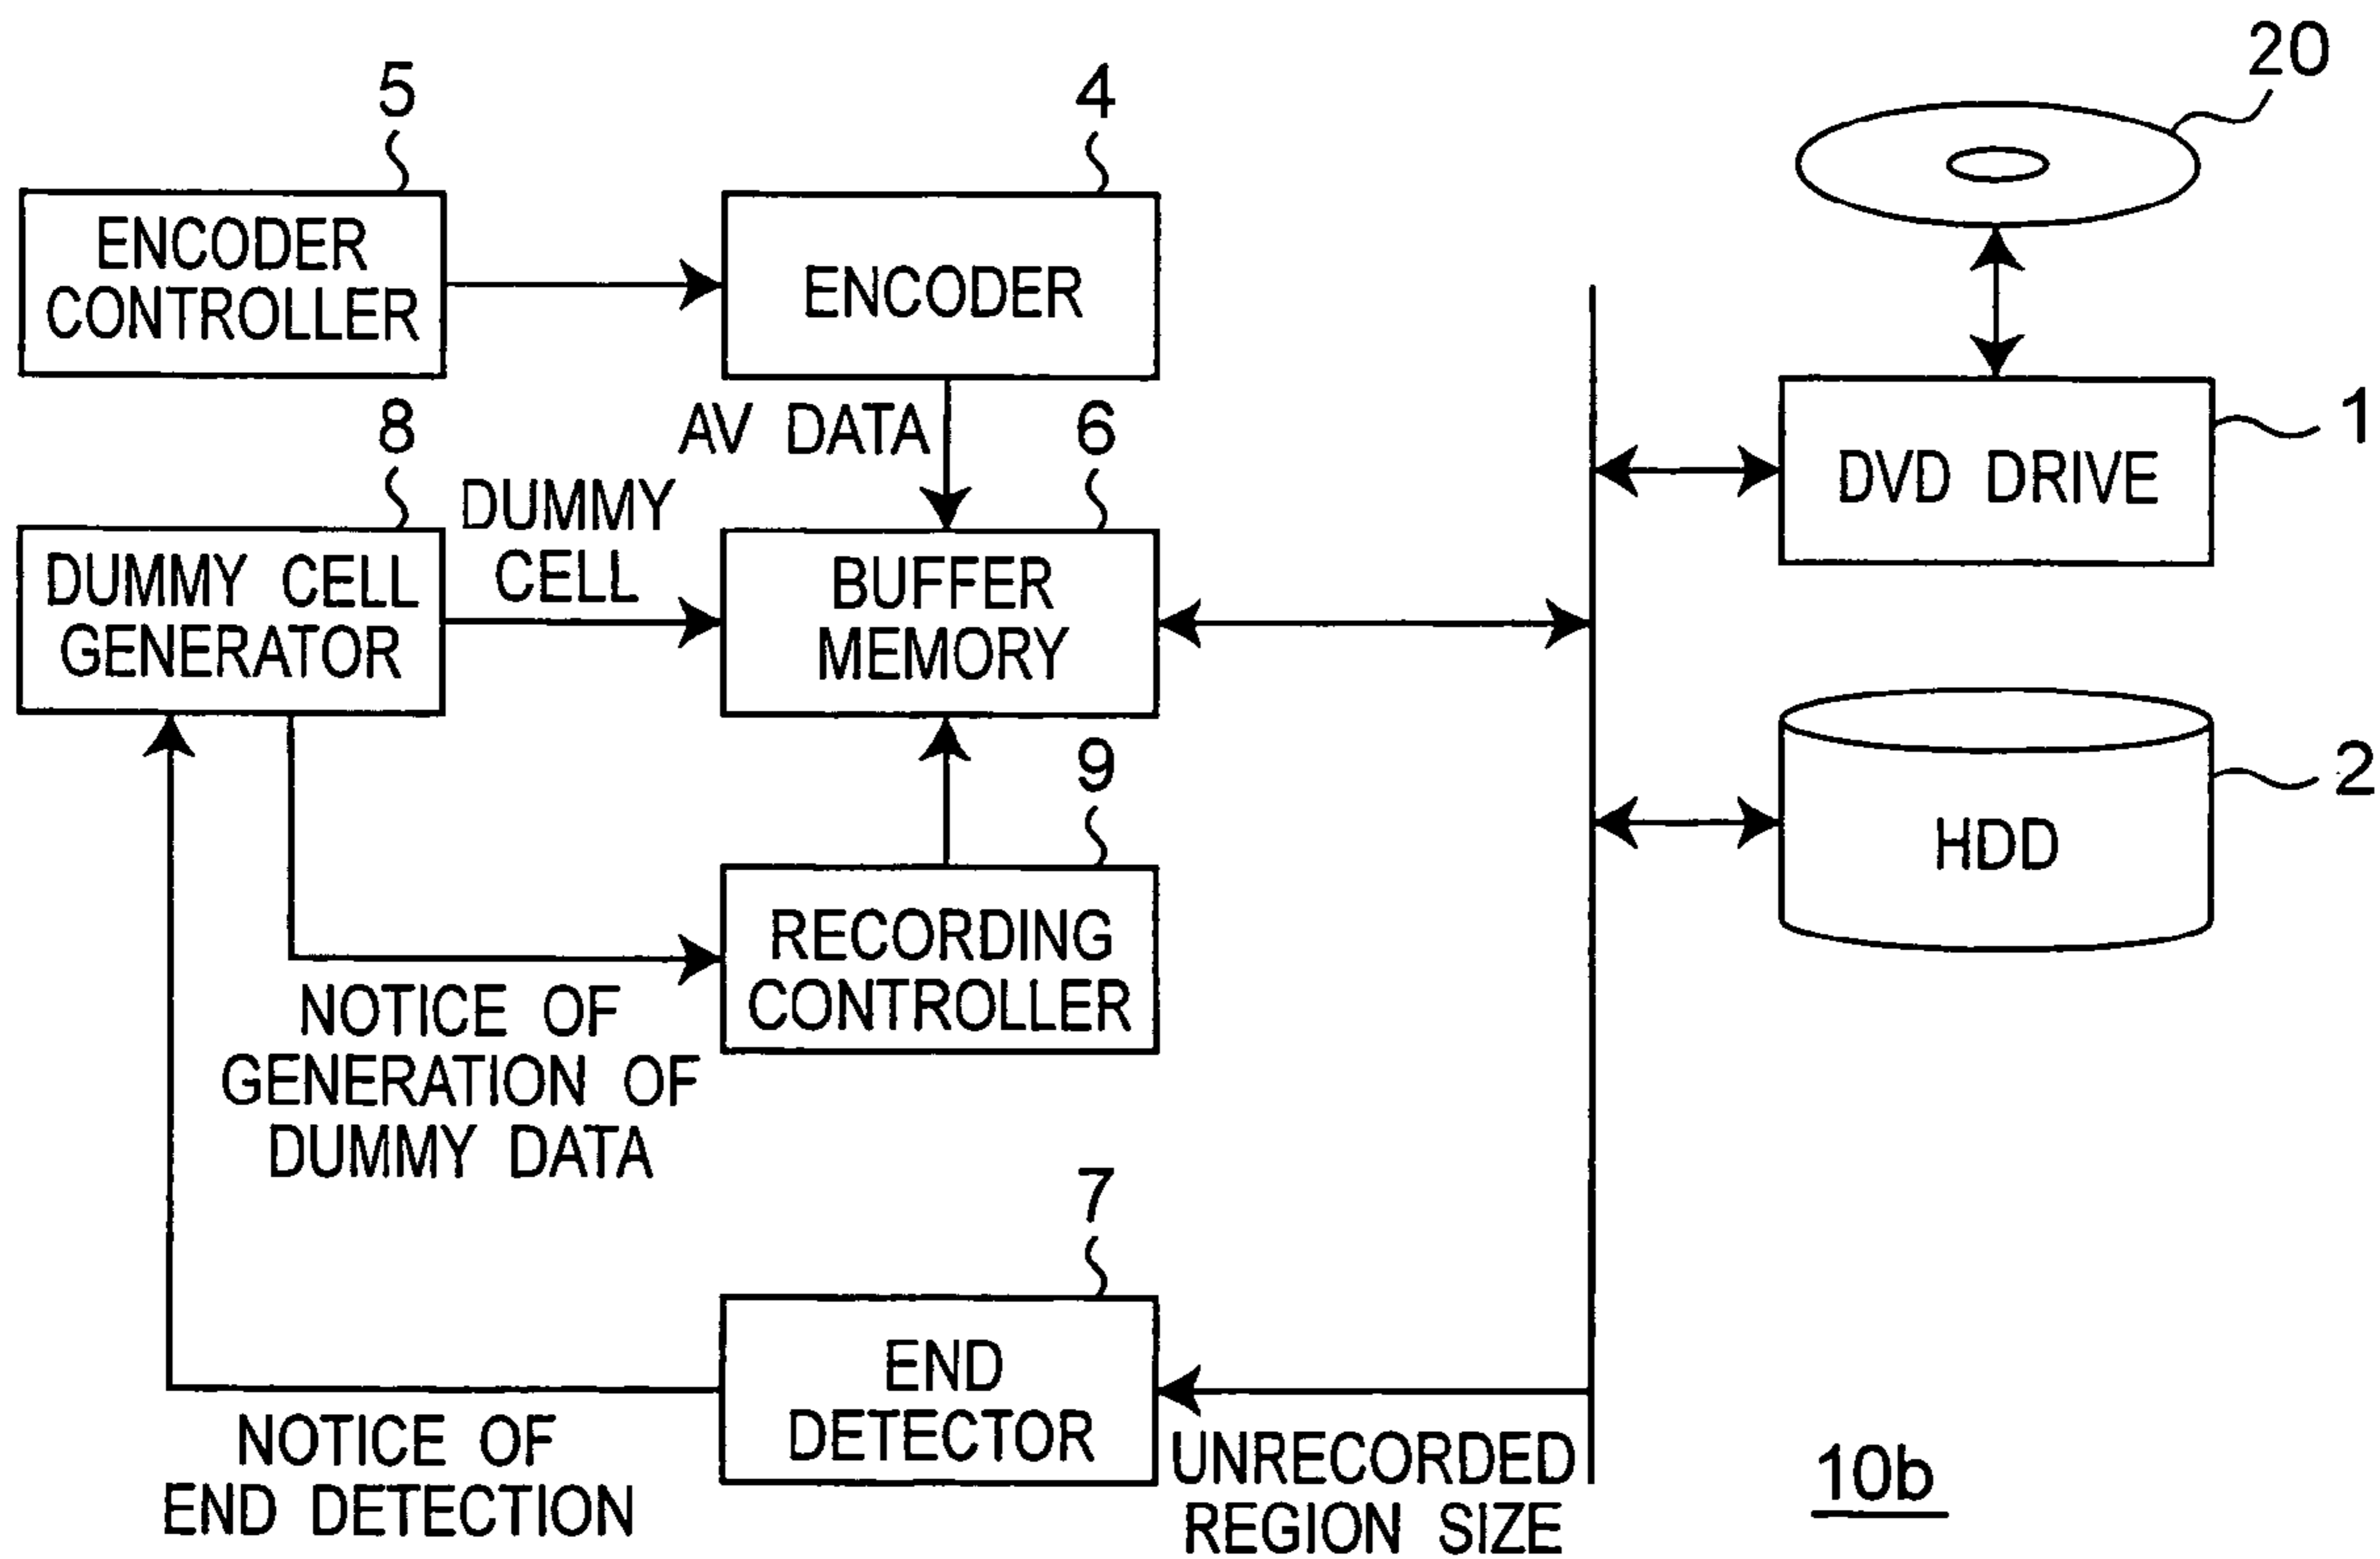 20
5
4
ENCODER
CONTROLLER
ENCODER
1
DVD DRIVE
AV DATA
8
6
DUMMY
CELL
DUMMY CELL
GENERATOR
BUFFER
MEMORY
9
2
HDD
RECORDING
CONTROLLER
NOTICE OF
GENERATION OF
DUMMY DATA
7
END
DETECTOR
NOTICE OF
END DETECTION
UNRECORDED
REGION SIZE
10b